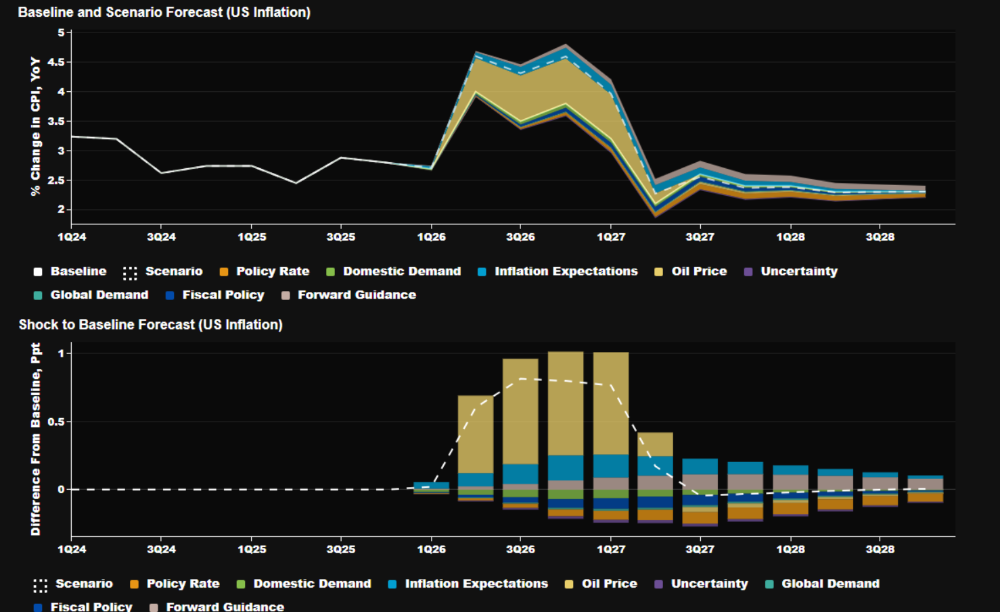 Baseline and Scenario Forecast (US Inflation)
% Change in CPI, YoY
5
4.5
4
3.5
3
2.5
2
1Q24 3Q24 1Q25 3Q25 1Q26 3Q26 1Q27 3Q27 1Q28 3Q28
Baseline Scenario Policy Rate Domestic Demand Inflation Expectations Oil Price Uncertainty
Global Demand Fiscal Policy Forward Guidance
Shock to Baseline Forecast (US Inflation)
Difference From Baseline, Ppt
1
0.5
0
1Q24 3Q24 1Q25 3Q25 1Q26 3Q26 1Q27 3Q27 1Q28 3Q28
Scenario Policy Rate Domestic Demand Inflation Expectations Oil Price Uncertainty Global Demand
Fiscal Policy Forward Guidance